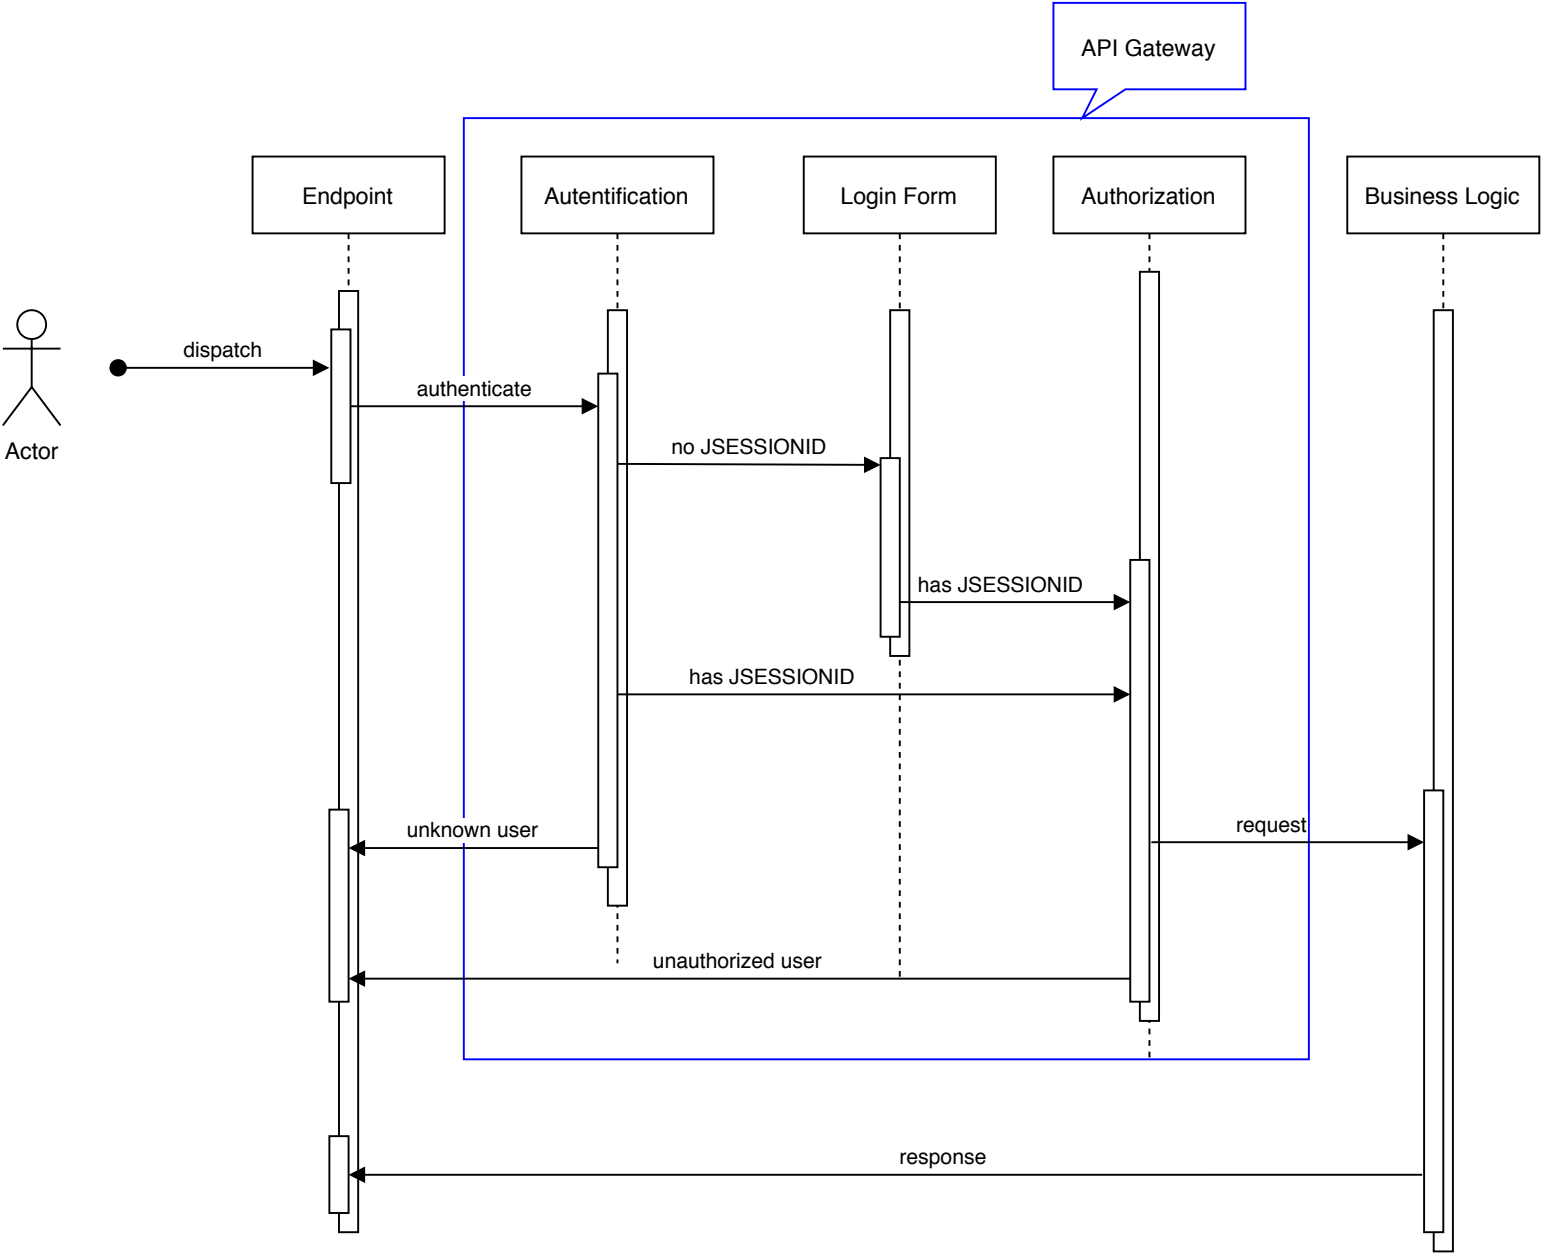 API Gateway
Endpoint
Autentification
Login Form
Authorization
Business Logic
Actor
dispatch
authenticate
no JSESSIONID
has JSESSIONID
has JSESSIONID
unknown user
request
unauthorized user
response